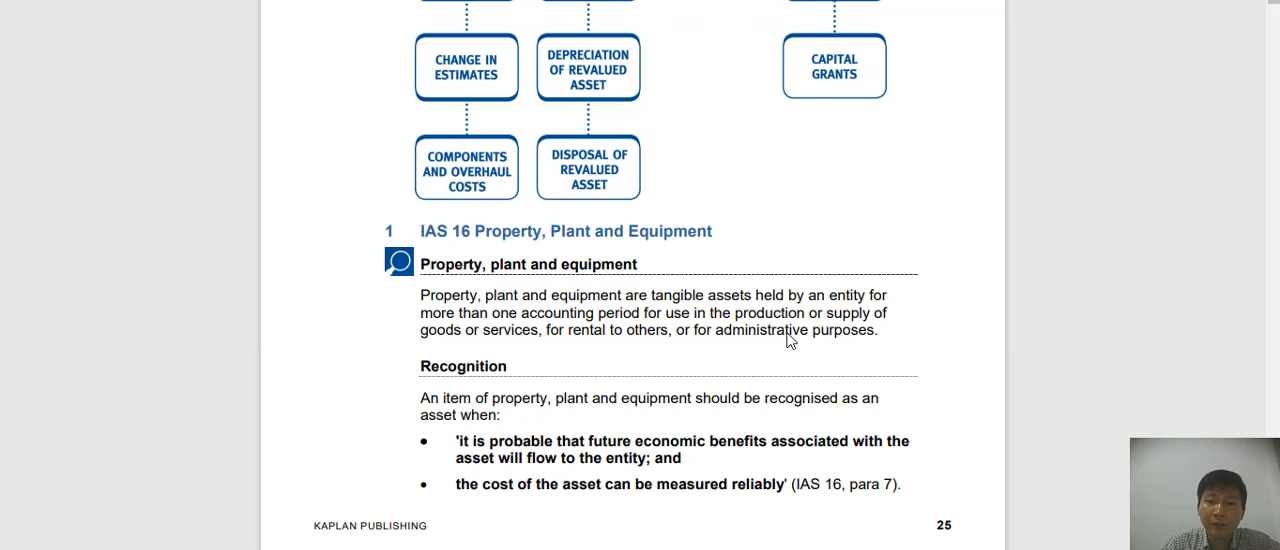 CHANGE IN
ESTIMATES
DEPRECIATION
OF REVALUED
ASSET
CAPITAL
GRANTS
COMPONENTS
AND OVERHAUL
COSTS
DISPOSAL OF
REVALUED
ASSET
1 IAS 16 Property, Plant and Equipment
Property, plant and equipment
Property, plant and equipment are tangible assets held by an entity for
more than one accounting period for use in the production or supply of
goods or services, for rental to others, or for administrative purposes.
Recognition
An item of property, plant and equipment should be recognised as an
asset when:
• 'it is probable that future economic benefits associated with the
asset will flow to the entity; and
• the cost of the asset can be measured reliably' (IAS 16, para 7).
KAPLAN PUBLISHING 25